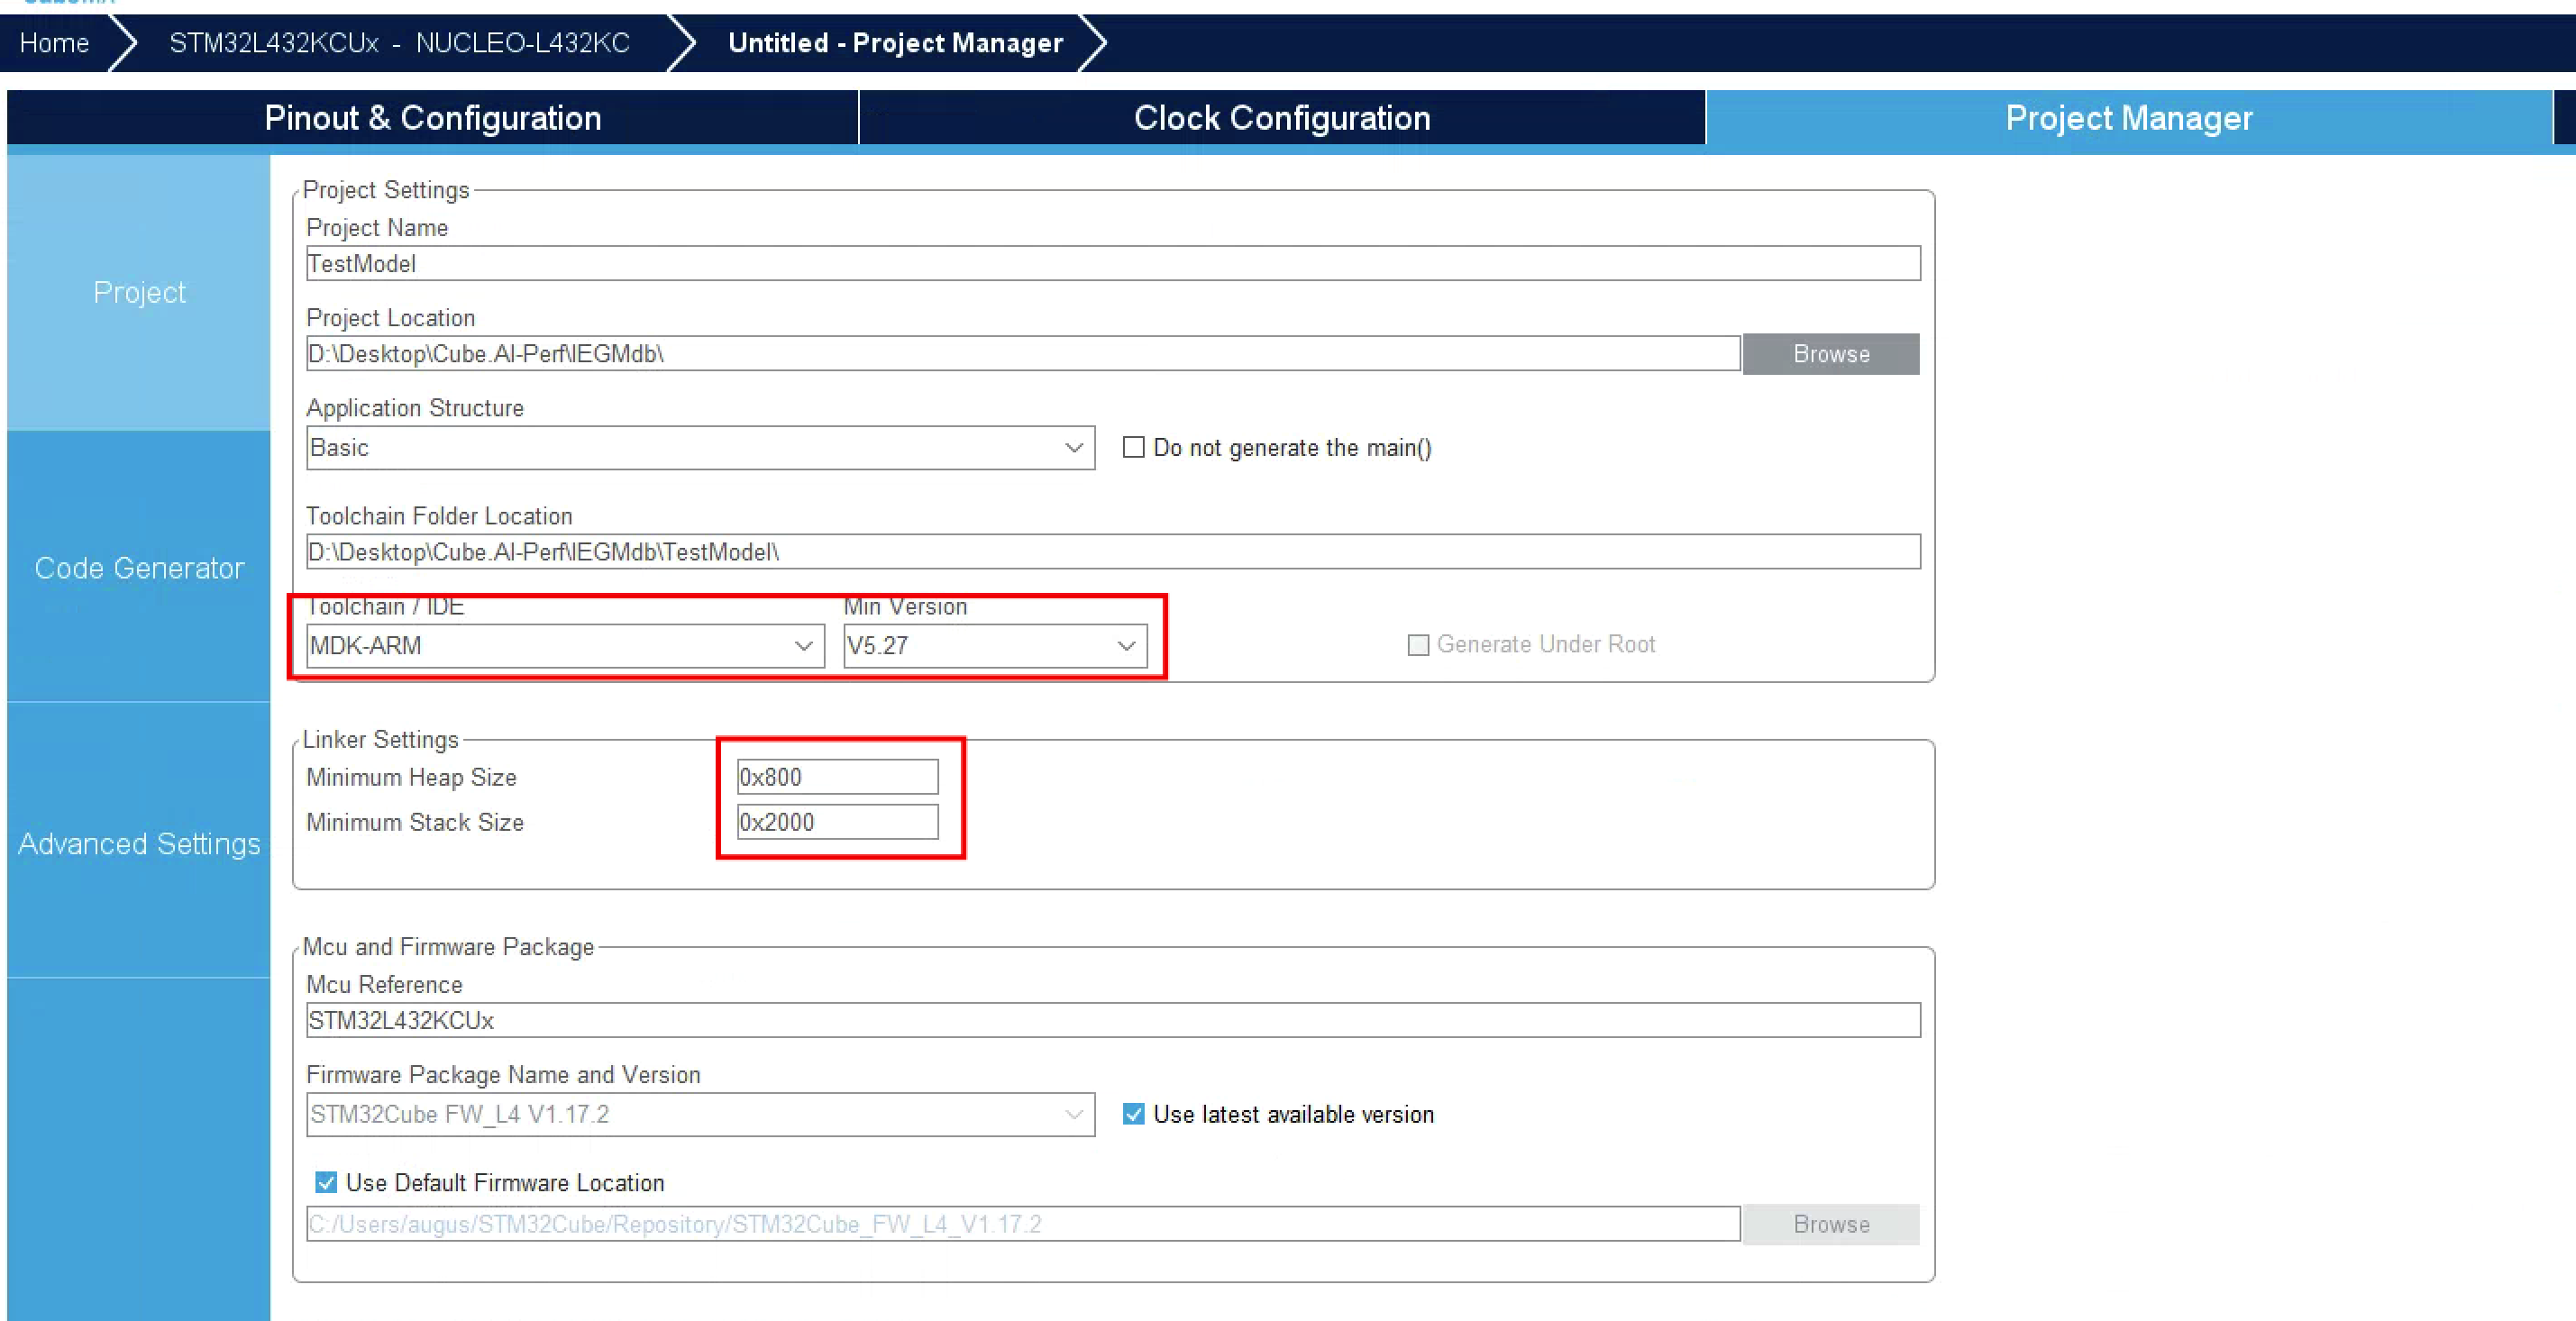 Home STM32L432KCUx - NUCLEO-L432KC Untitled - Project Manager
Pinout & Configuration Clock Configuration Project Manager
Project
Code Generator
Advanced Settings
Project Settings
Project Name
TestModel
Project Location
D:\Desktop\Cube.AI-Perf\IEGMdb\ Browse
Application Structure
Basic Do not generate the main()
Toolchain Folder Location
D:\Desktop\Cube.AI-Perf\IEGMdb\TestModel\
Toolchain / IDE Min Version
MDK-ARM V5.27 Generate Under Root
Linker Settings
Minimum Heap Size 0x800
Minimum Stack Size 0x2000
Mcu and Firmware Package
Mcu Reference
STM32L432KCUx
Firmware Package Name and Version
STM32Cube FW_L4 V1.17.2 Use latest available version
Use Default Firmware Location
C:/Users/augus/STM32Cube/Repository/STM32Cube_FW_L4_V1.17.2 Browse